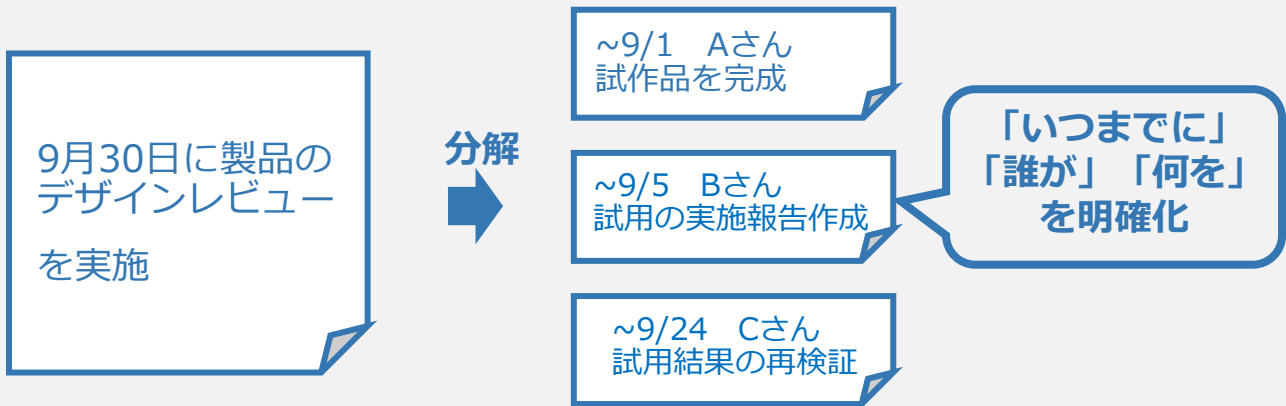 9月30日に製品の
デザインレビュー
を実施
分解
~9/1　Aさん
試作品を完成
~9/5　Bさん
試用の実施報告作成
~9/24　Cさん
試用結果の再検証
「いつまでに」
「誰が」「何を」
を明確化